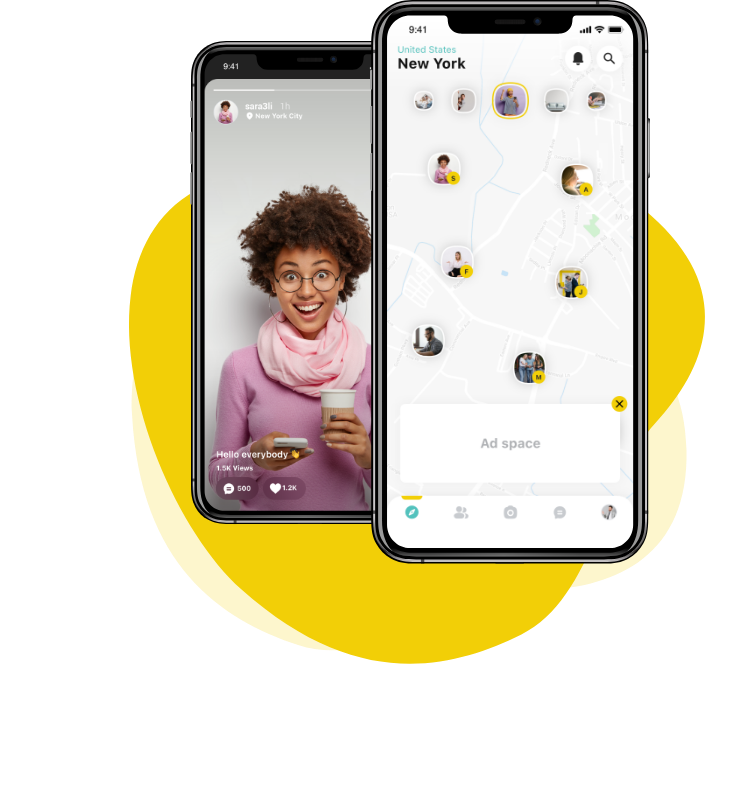 9:41
sara3li 1h
New York City
Hello everybody 👋
1.5K Views
500
1.2K
9:41
United States
New York
S
A
F
J
M
Ad space